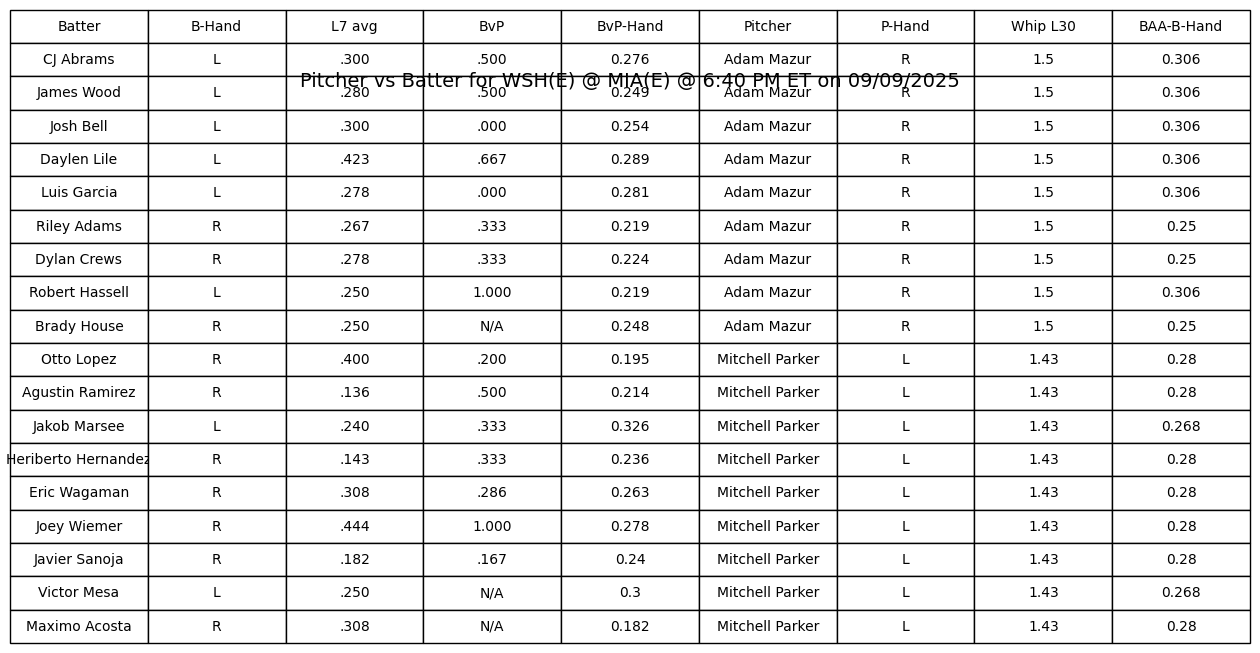 Batter B-Hand L7 avg BvP BvP-Hand Pitcher P-Hand Whip L30 BAA-B-Hand
CJ Abrams L .300 .500 0.276 Adam Mazur R 1.5 0.306
Pitcher vs Batter for WSH(E) @ MIA(E) @ 6:40 PM ET on 09/09/2025
James Wood L .280 .500 0.249 Adam Mazur R 1.5 0.306
Josh Bell L .300 .000 0.254 Adam Mazur R 1.5 0.306
Daylen Lile L .423 .667 0.289 Adam Mazur R 1.5 0.306
Luis Garcia L .278 .000 0.281 Adam Mazur R 1.5 0.306
Riley Adams R .267 .333 0.219 Adam Mazur R 1.5 0.25
Dylan Crews R .278 .333 0.224 Adam Mazur R 1.5 0.25
Robert Hassell L .250 1.000 0.219 Adam Mazur R 1.5 0.306
Brady House R .250 N/A 0.248 Adam Mazur R 1.5 0.25
Otto Lopez R .400 .200 0.195 Mitchell Parker L 1.43 0.28
Agustin Ramirez R .136 .500 0.214 Mitchell Parker L 1.43 0.28
Jakob Marsee L .240 .333 0.326 Mitchell Parker L 1.43 0.268
Heriberto Hernandez R .143 .333 0.236 Mitchell Parker L 1.43 0.28
Eric Wagaman R .308 .286 0.263 Mitchell Parker L 1.43 0.28
Joey Wiemer R .444 1.000 0.278 Mitchell Parker L 1.43 0.28
Javier Sanoja R .182 .167 0.24 Mitchell Parker L 1.43 0.28
Victor Mesa L .250 N/A 0.3 Mitchell Parker L 1.43 0.268
Maximo Acosta R .308 N/A 0.182 Mitchell Parker L 1.43 0.28